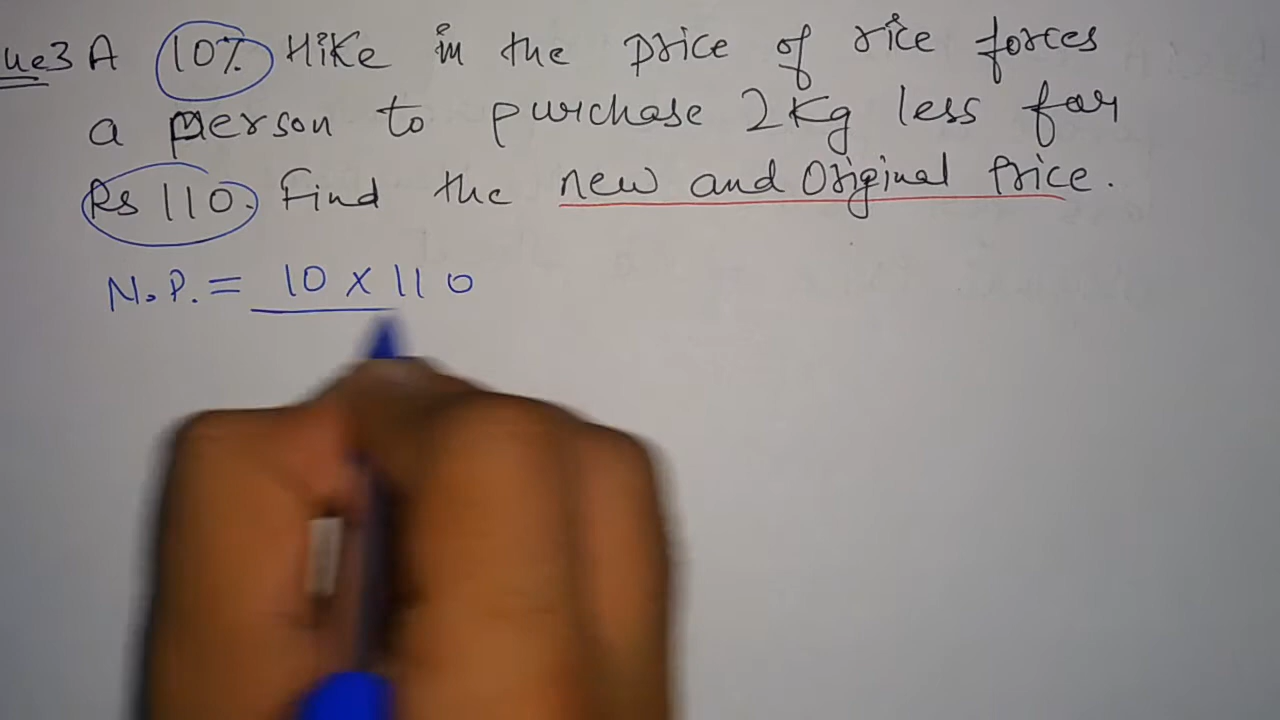 ue3 A 10% Hike in the price of rice forces
a person to purchase 2Kg less for
Rs 110. Find the new and Original Price.
N.P. = 10 x 110